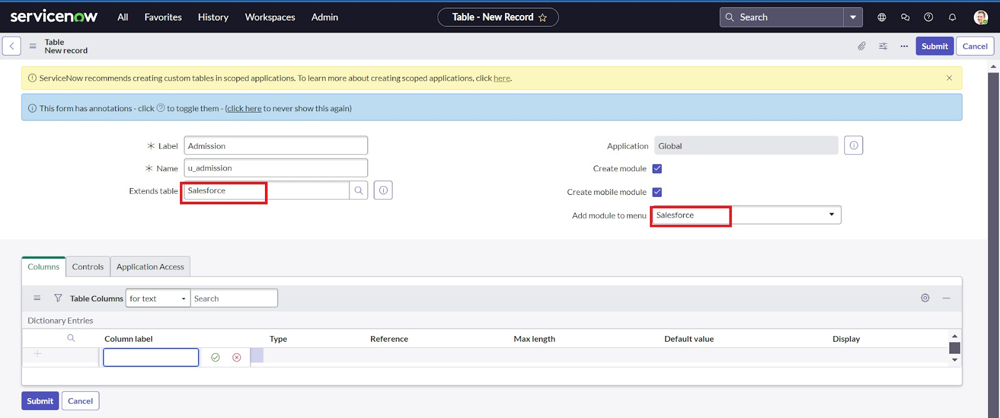 servicenow All Favorites History Workspaces Admin Table - New Record Search
Table
New record
Submit Cancel
ServiceNow recommends creating custom tables in scoped applications. To learn more about creating scoped applications, click here.
This form has annotations - click ? to toggle them - (click here to never show this again)
Label Admission
Application Global
Name u_admission
Create module
Extends table Salesforce
Create mobile module
Add module to menu Salesforce
Columns Controls Application Access
Table Columns for text Search
Dictionary Entries
Column label Type Reference Max length Default value Display
Submit Cancel